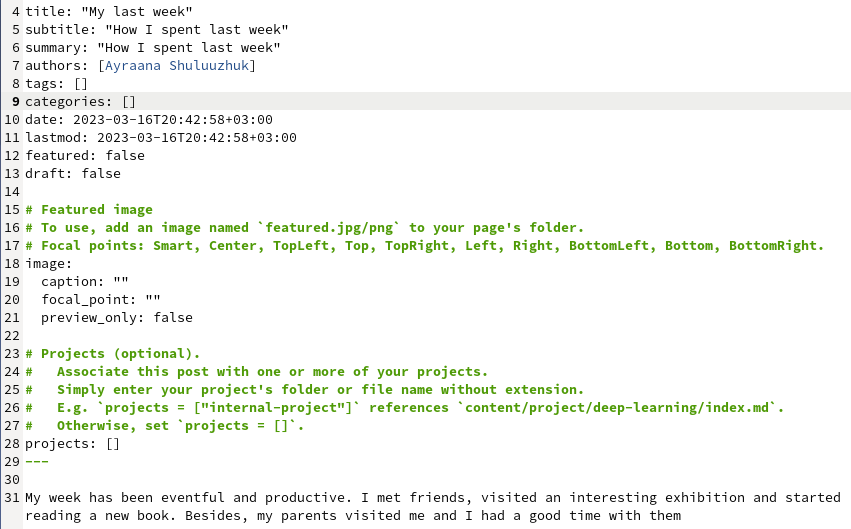 4 title: "My last week"
5 subtitle: "How I spent last week"
6 summary: "How I spent last week"
7 authors: [Ayraana Shuluuzhuk]
8 tags: []
9 categories: []
10 date: 2023-03-16T20:42:58+03:00
11 lastmod: 2023-03-16T20:42:58+03:00
12 featured: false
13 draft: false
14
15 # Featured image
16 # To use, add an image named `featured.jpg/png` to your page's folder.
17 # Focal points: Smart, Center, TopLeft, Top, TopRight, Left, Right, BottomLeft, Bottom, BottomRight.
18 image:
19   caption: ""
20   focal_point: ""
21   preview_only: false
22
23 # Projects (optional).
24 #   Associate this post with one or more of your projects.
25 #   Simply enter your project's folder or file name without extension.
26 #   E.g. `projects = ["internal-project"]` references `content/project/deep-learning/index.md`.
27 #   Otherwise, set `projects = []`.
28 projects: []
29 ---
30
31 My week has been eventful and productive. I met friends, visited an interesting exhibition and started
reading a new book. Besides, my parents visited me and I had a good time with them